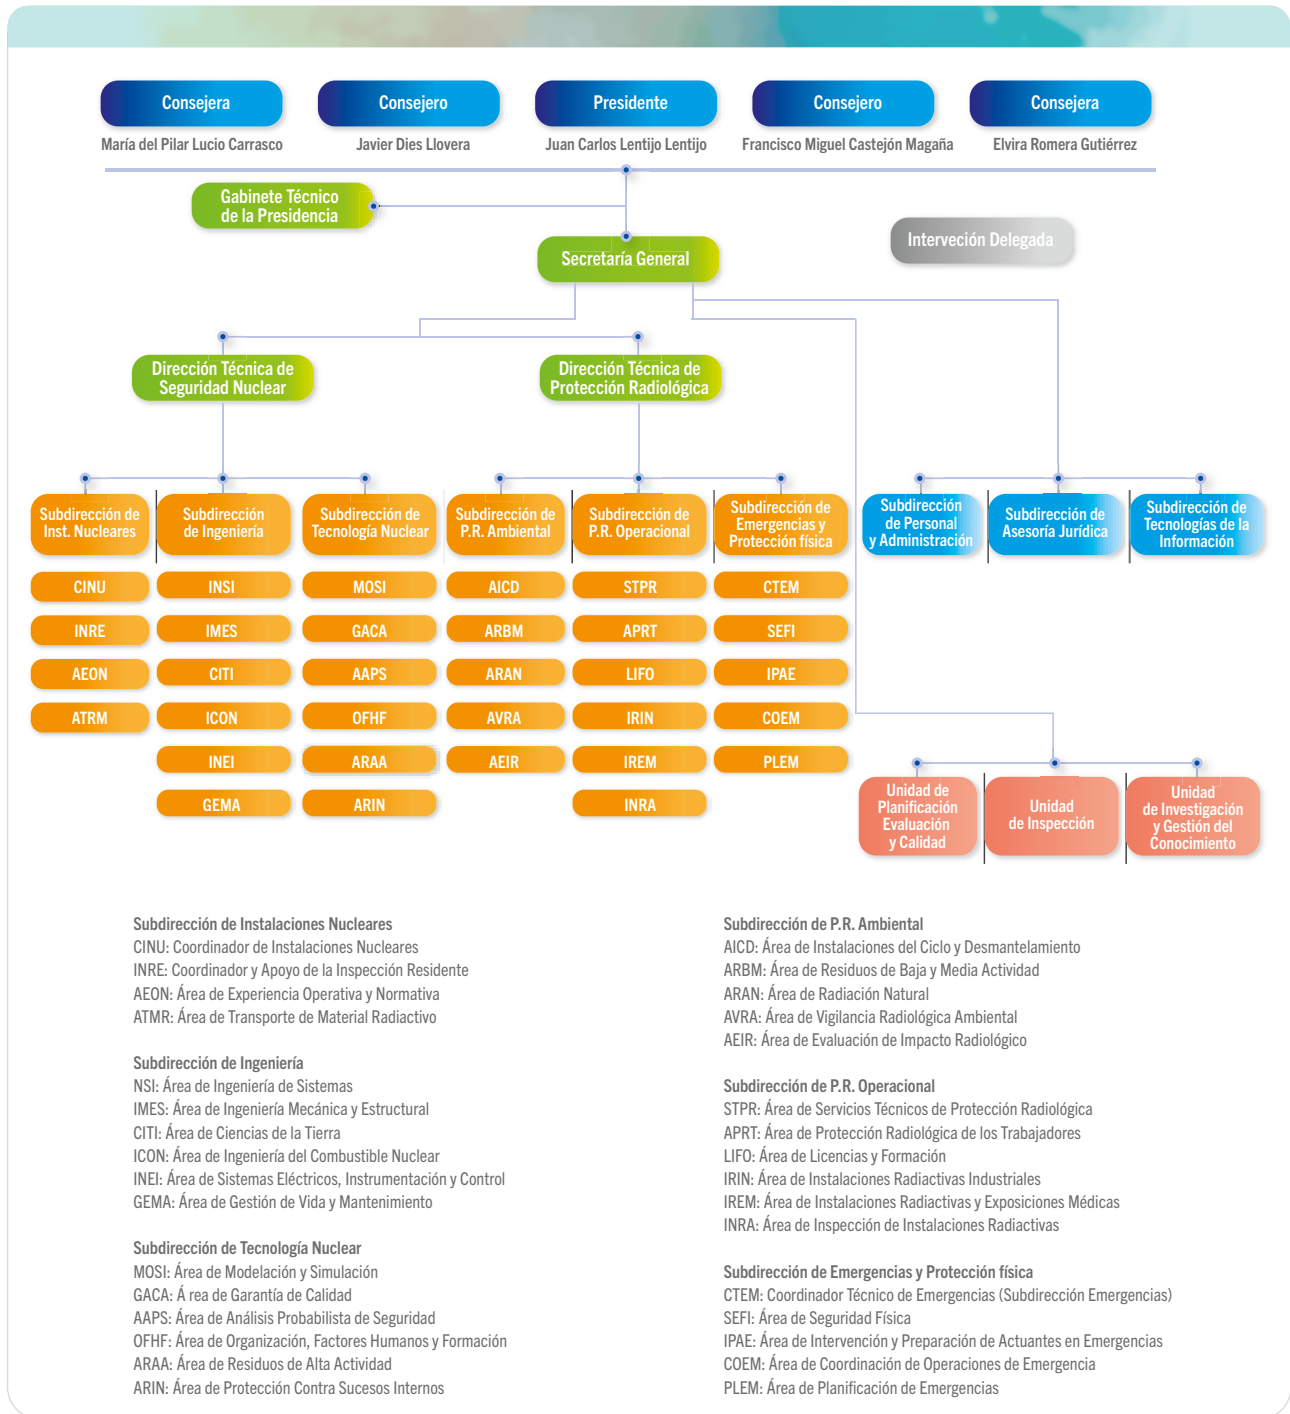 Consejera
Consejero
Presidente
Consejero
Consejera
María del Pilar Lucio Carrasco
Javier Dies Llovera
Juan Carlos Lentijo Lentijo
Francisco Miguel Castejón Magaña
Elvira Romera Gutiérrez
Gabinete Técnico
de la Presidencia
Interveción Delegada
Secretaría General
Dirección Técnica de
Seguridad Nuclear
Dirección Técnica de
Protección Radiológica
Subdirección de
Inst. Nucleares
Subdirección
de Ingeniería
Subdirección de
Tecnología Nuclear
Subdirección de
P.R. Ambiental
Subdirección de
P.R. Operacional
Subdirección de
Emergencias y
Protección física
Subdirección
de Personal
y Administración
Subdirección de
Asesoría Jurídica
Subdirección de
Tecnologías de la
Información
CINU
INSI
MOSI
AICD
STPR
CTEM
INRE
IMES
GACA
ARBM
APRT
SEFI
AEON
CITI
AAPS
ARAN
LIFO
IPAE
ATRM
ICON
OFHF
AVRA
IRIN
COEM
INEI
ARAA
AEIR
IREM
PLEM
GEMA
ARIN
INRA
Unidad de
Planificación
Evaluación
y Calidad
Unidad
de Inspección
Unidad
de Investigación
y Gestión del
Conocimiento
Subdirección de Instalaciones Nucleares
CINU: Coordinador de Instalaciones Nucleares
INRE: Coordinador y Apoyo de la Inspección Residente
AEON: Área de Experiencia Operativa y Normativa
ATMR: Área de Transporte de Material Radiactivo
Subdirección de Ingeniería
NSI: Área de Ingeniería de Sistemas
IMES: Área de Ingeniería Mecánica y Estructural
CITI: Área de Ciencias de la Tierra
ICON: Área de Ingeniería del Combustible Nuclear
INEI: Área de Sistemas Eléctricos, Instrumentación y Control
GEMA: Área de Gestión de Vida y Mantenimiento
Subdirección de Tecnología Nuclear
MOSI: Área de Modelación y Simulación
GACA: Á rea de Garantía de Calidad
AAPS: Área de Análisis Probabilista de Seguridad
OFHF: Área de Organización, Factores Humanos y Formación
ARAA: Área de Residuos de Alta Actividad
ARIN: Área de Protección Contra Sucesos Internos
Subdirección de P.R. Ambiental
AICD: Área de Instalaciones del Ciclo y Desmantelamiento
ARBM: Área de Residuos de Baja y Media Actividad
ARAN: Área de Radiación Natural
AVRA: Área de Vigilancia Radiológica Ambiental
AEIR: Área de Evaluación de Impacto Radiológico
Subdirección de P.R. Operacional
STPR: Área de Servicios Técnicos de Protección Radiológica
APRT: Área de Protección Radiológica de los Trabajadores
LIFO: Área de Licencias y Formación
IRIN: Área de Instalaciones Radiactivas Industriales
IREM: Área de Instalaciones Radiactivas y Exposiciones Médicas
INRA: Área de Inspección de Instalaciones Radiactivas
Subdirección de Emergencias y Protección física
CTEM: Coordinador Técnico de Emergencias (Subdirección Emergencias)
SEFI: Área de Seguridad Física
IPAE: Área de Intervención y Preparación de Actuantes en Emergencias
COEM: Área de Coordinación de Operaciones de Emergencia
PLEM: Área de Planificación de Emergencias